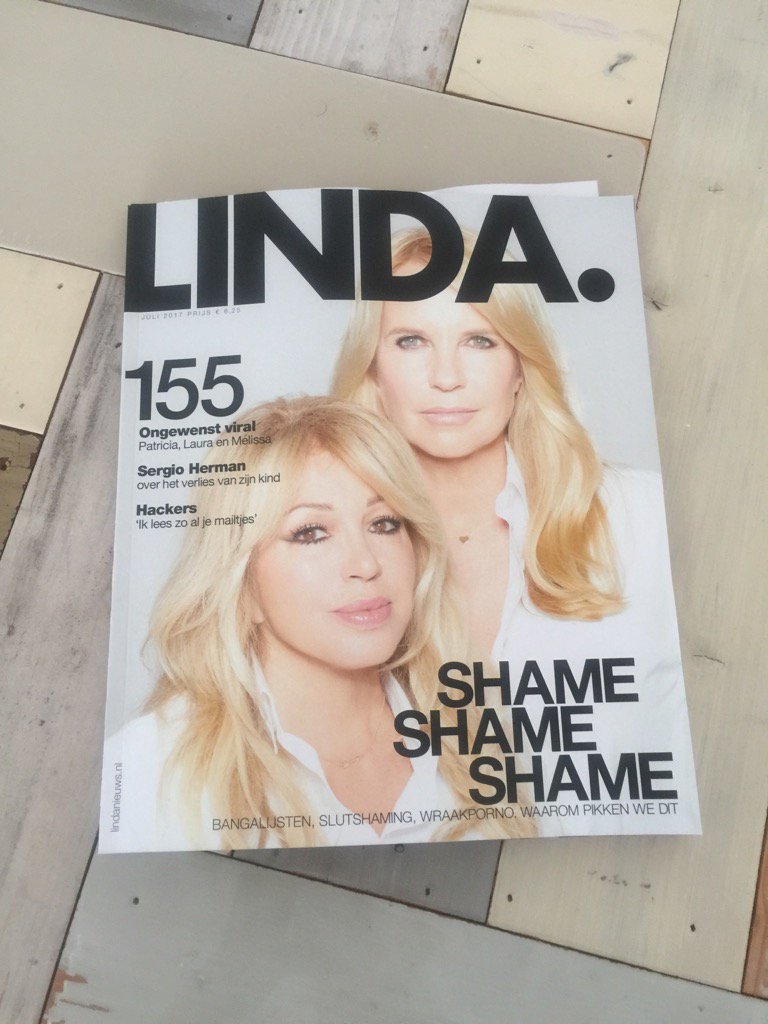 LINDA.
JULI 2017 PRIJS € 6,25
155
Ongewenst viral
Patricia, Laura en Mélissa
Sergio Herman
over het verlies van zijn kind
Hackers
‘Ik lees zo al je mailtjes’
SHAME
SHAME
SHAME
BANGALIJSTEN, SLUTSHAMING, WRAAKPORNO. WAAROM PIKKEN WE DIT
lindanieuws.nl